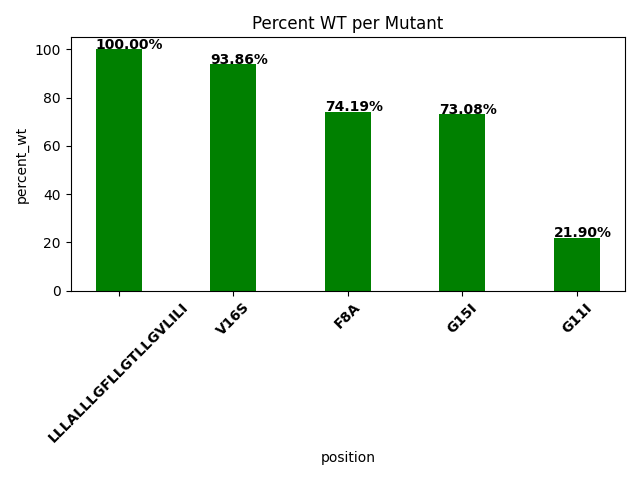 Percent WT per Mutant
percent_wt
100
80
60
40
20
0
100.00%
93.86%
74.19%
73.08%
21.90%
LLLALLLGFLLGTLLGVLILI
V16S
F8A
G15I
G11I
position